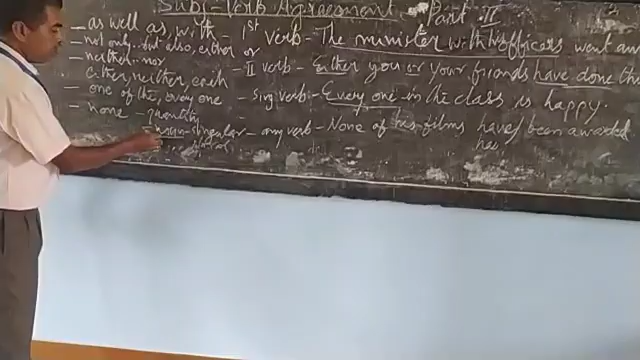 Subj-Verb Agreement - Part II
- as well as, with - 1st verb - The minister with his officers went
- not only.. but also, either or
- neither.. nor - II verb - Either you or your friends have done this
either, neither, each
- one of the, every one - sing verb - Every one in the class is happy.
- none - quantity -
singular - any verb - None of his films have / been awarded
has